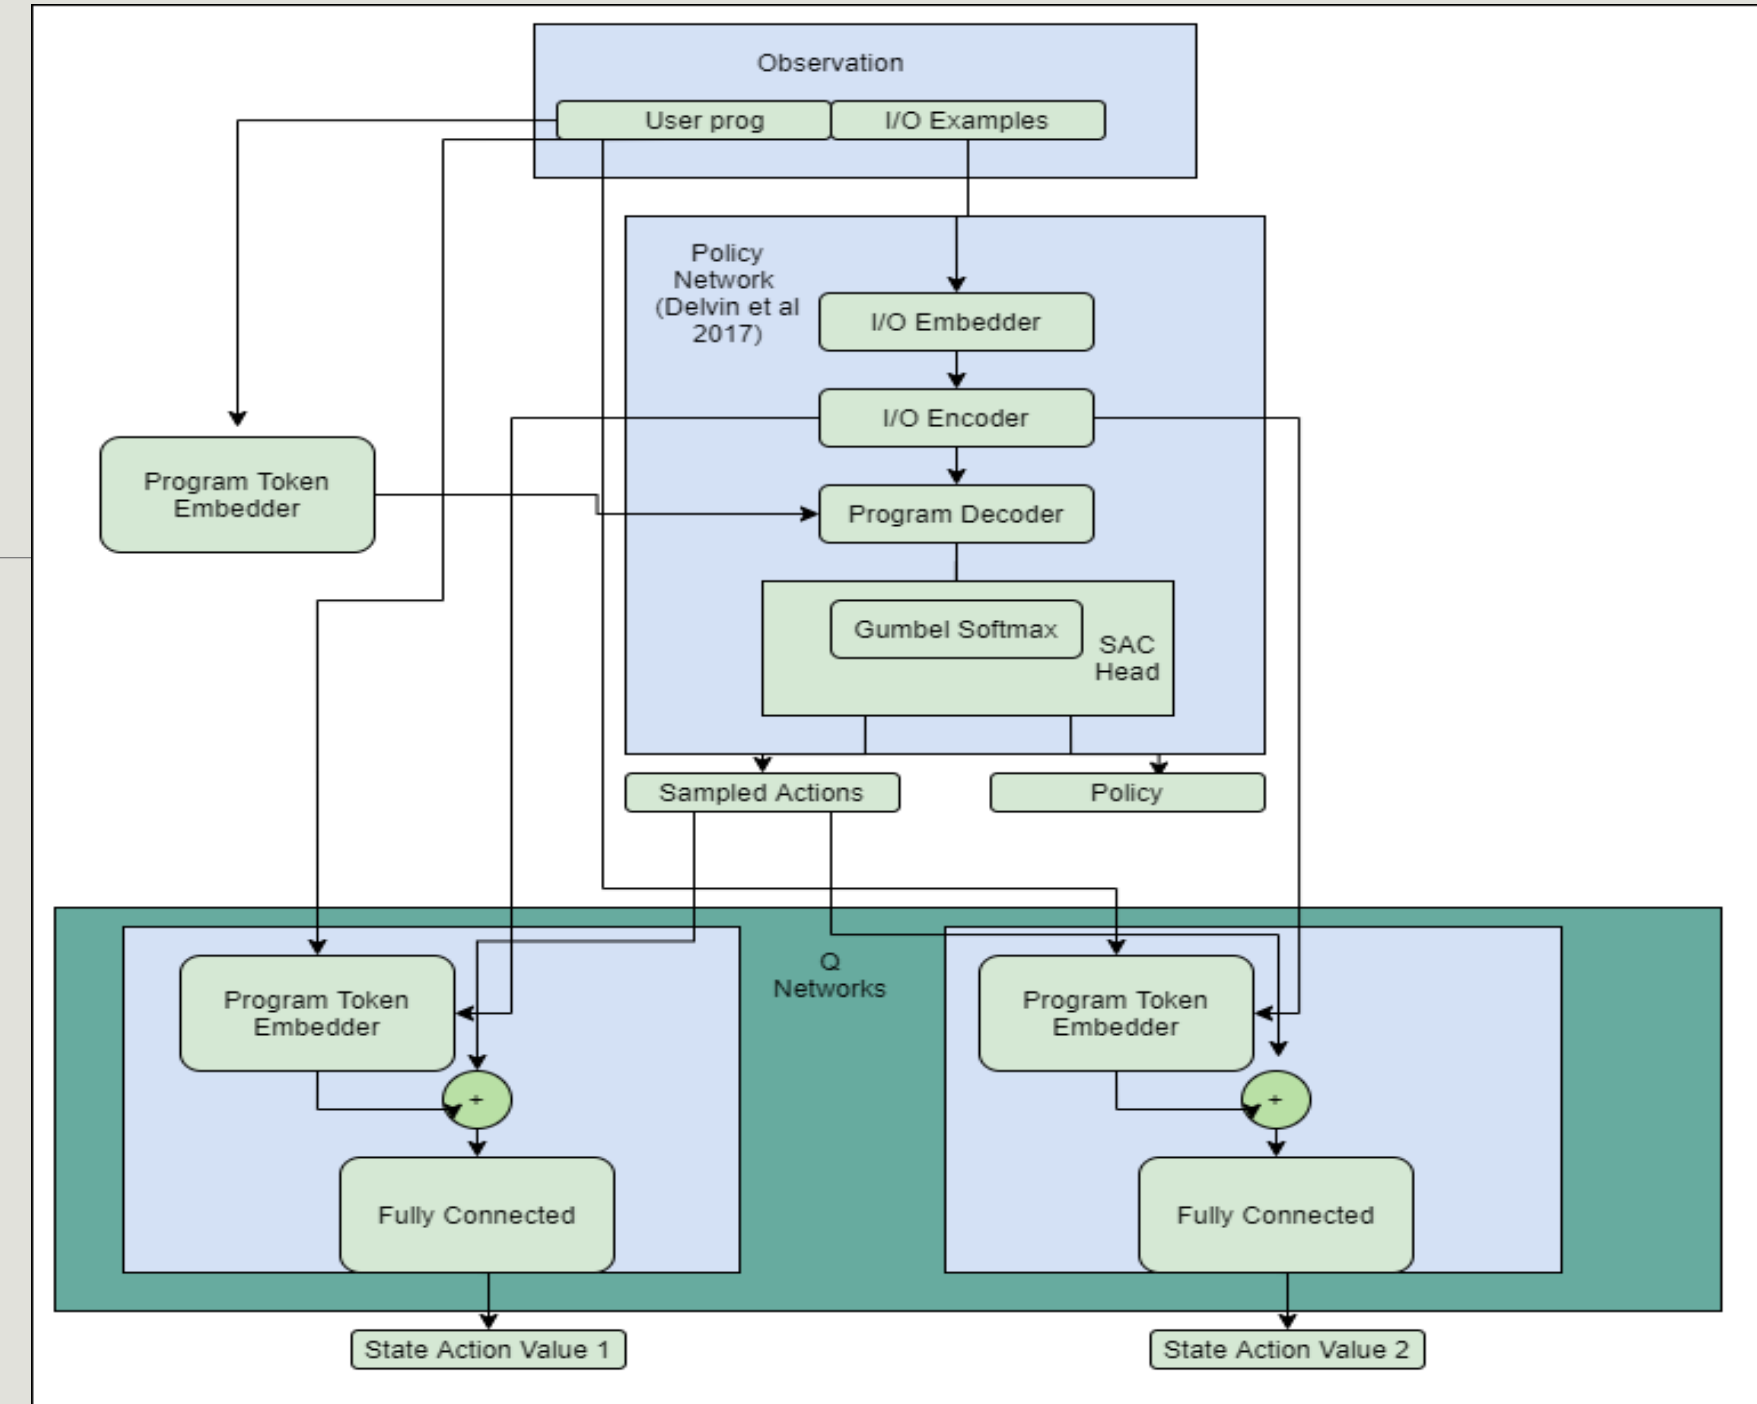 Observation
User prog
I/O Examples
Policy
Network
(Delvin et al
2017)
I/O Embedder
I/O Encoder
Program Token
Embedder
Program Decoder
Gumbel Softmax
SAC
Head
Sampled Actions
Policy
Q
Networks
Program Token
Embedder
Program Token
Embedder
+
+
Fully Connected
Fully Connected
State Action Value 1
State Action Value 2